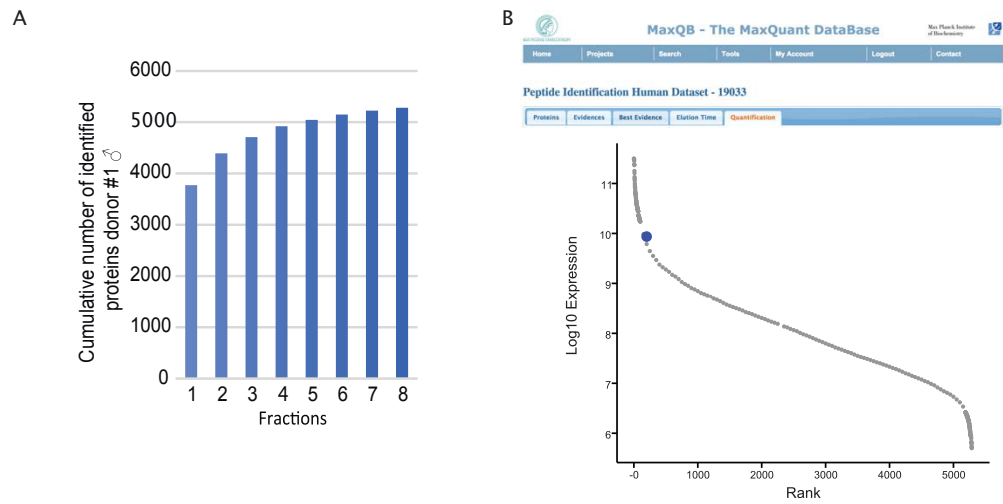 A
Cumulative number of identified
proteins donor #1 ♂
6000
5000
4000
3000
2000
1000
0
1 2 3 4 5 6 7 8
Fractions
B
MaxQB - The MaxQuant DataBase
Max Planck Institute
of Biochemistry
Home Projects Search Tools My Account Logout Contact
Peptide Identification Human Dataset - 19033
Proteins Evidences Best Evidence Elution Time Quantification
Log10 Expression
11
10
9
8
7
6
-0 1000 2000 3000 4000 5000
Rank